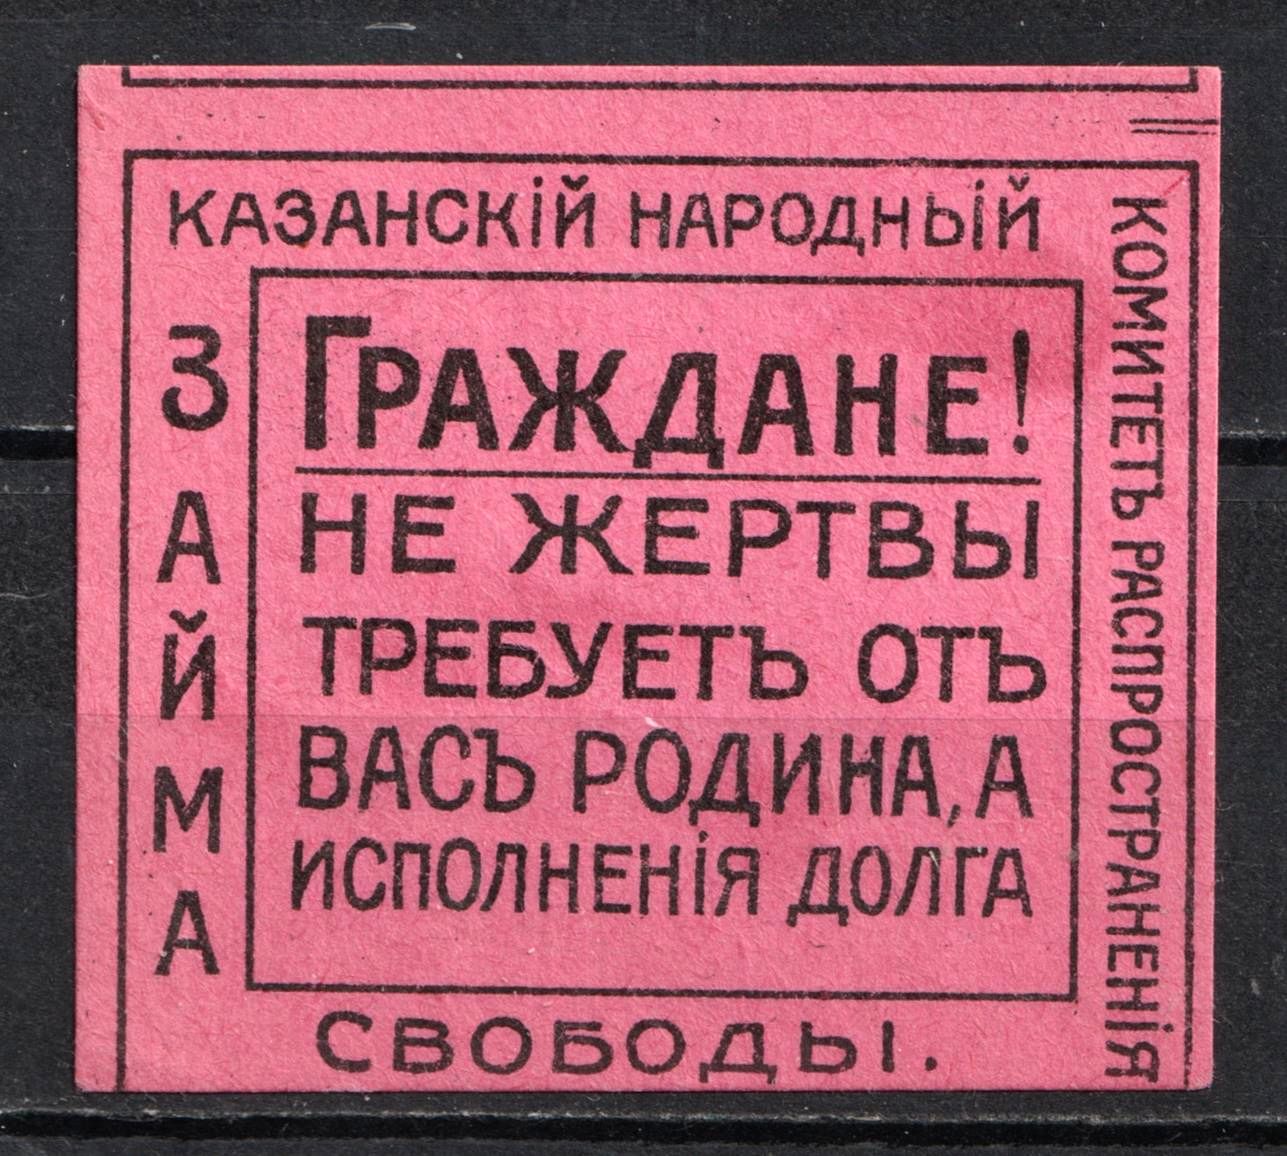 КАЗАНСКІЙ НАРОДНЫЙ
КОМИТЕТЪ РАСПРОСТРАНЕНІЯ
ЗАЙМА
СВОБОДЫ.
ГРАЖДАНЕ!
НЕ ЖЕРТВЫ
ТРЕБУЕТЪ ОТЪ
ВАСЪ РОДИНА, А
ИСПОЛНЕНІЯ ДОЛГА